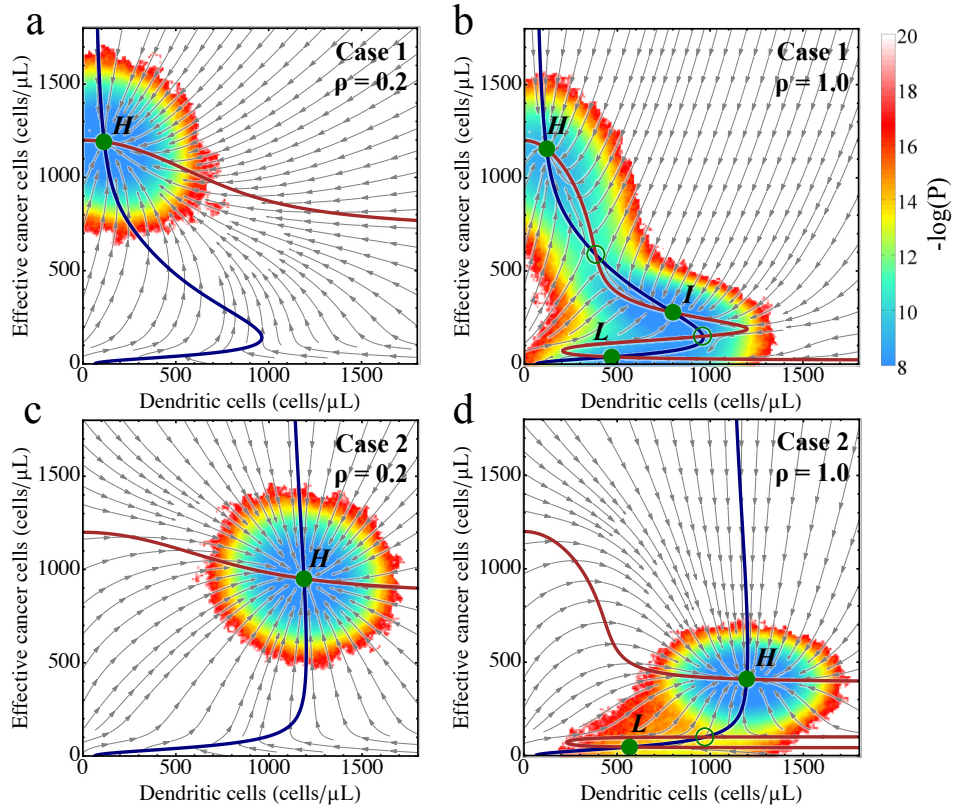 a
Case 1
ρ = 0.2
H
1500
1000
500
0
0
500
1000
1500
Effective cancer cells (cells/μL)
Dendritic cells (cells/μL)
b
Case 1
ρ = 1.0
H
I
L
1500
1000
500
0
0
500
1000
1500
Effective cancer cells (cells/μL)
Dendritic cells (cells/μL)
20
18
16
14
12
10
8
-log(P)
c
Case 2
ρ = 0.2
H
1500
1000
500
0
0
500
1000
1500
Effective cancer cells (cells/μL)
Dendritic cells (cells/μL)
d
Case 2
ρ = 1.0
H
L
1500
1000
500
0
0
500
1000
1500
Effective cancer cells (cells/μL)
Dendritic cells (cells/μL)